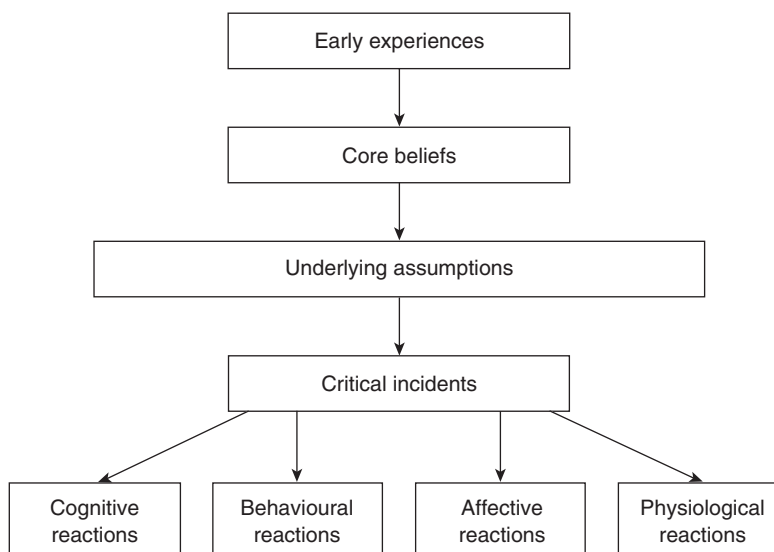 Early experiences
Core beliefs
Underlying assumptions
Critical incidents
Cognitive
reactions
Behavioural
reactions
Affective
reactions
Physiological
reactions